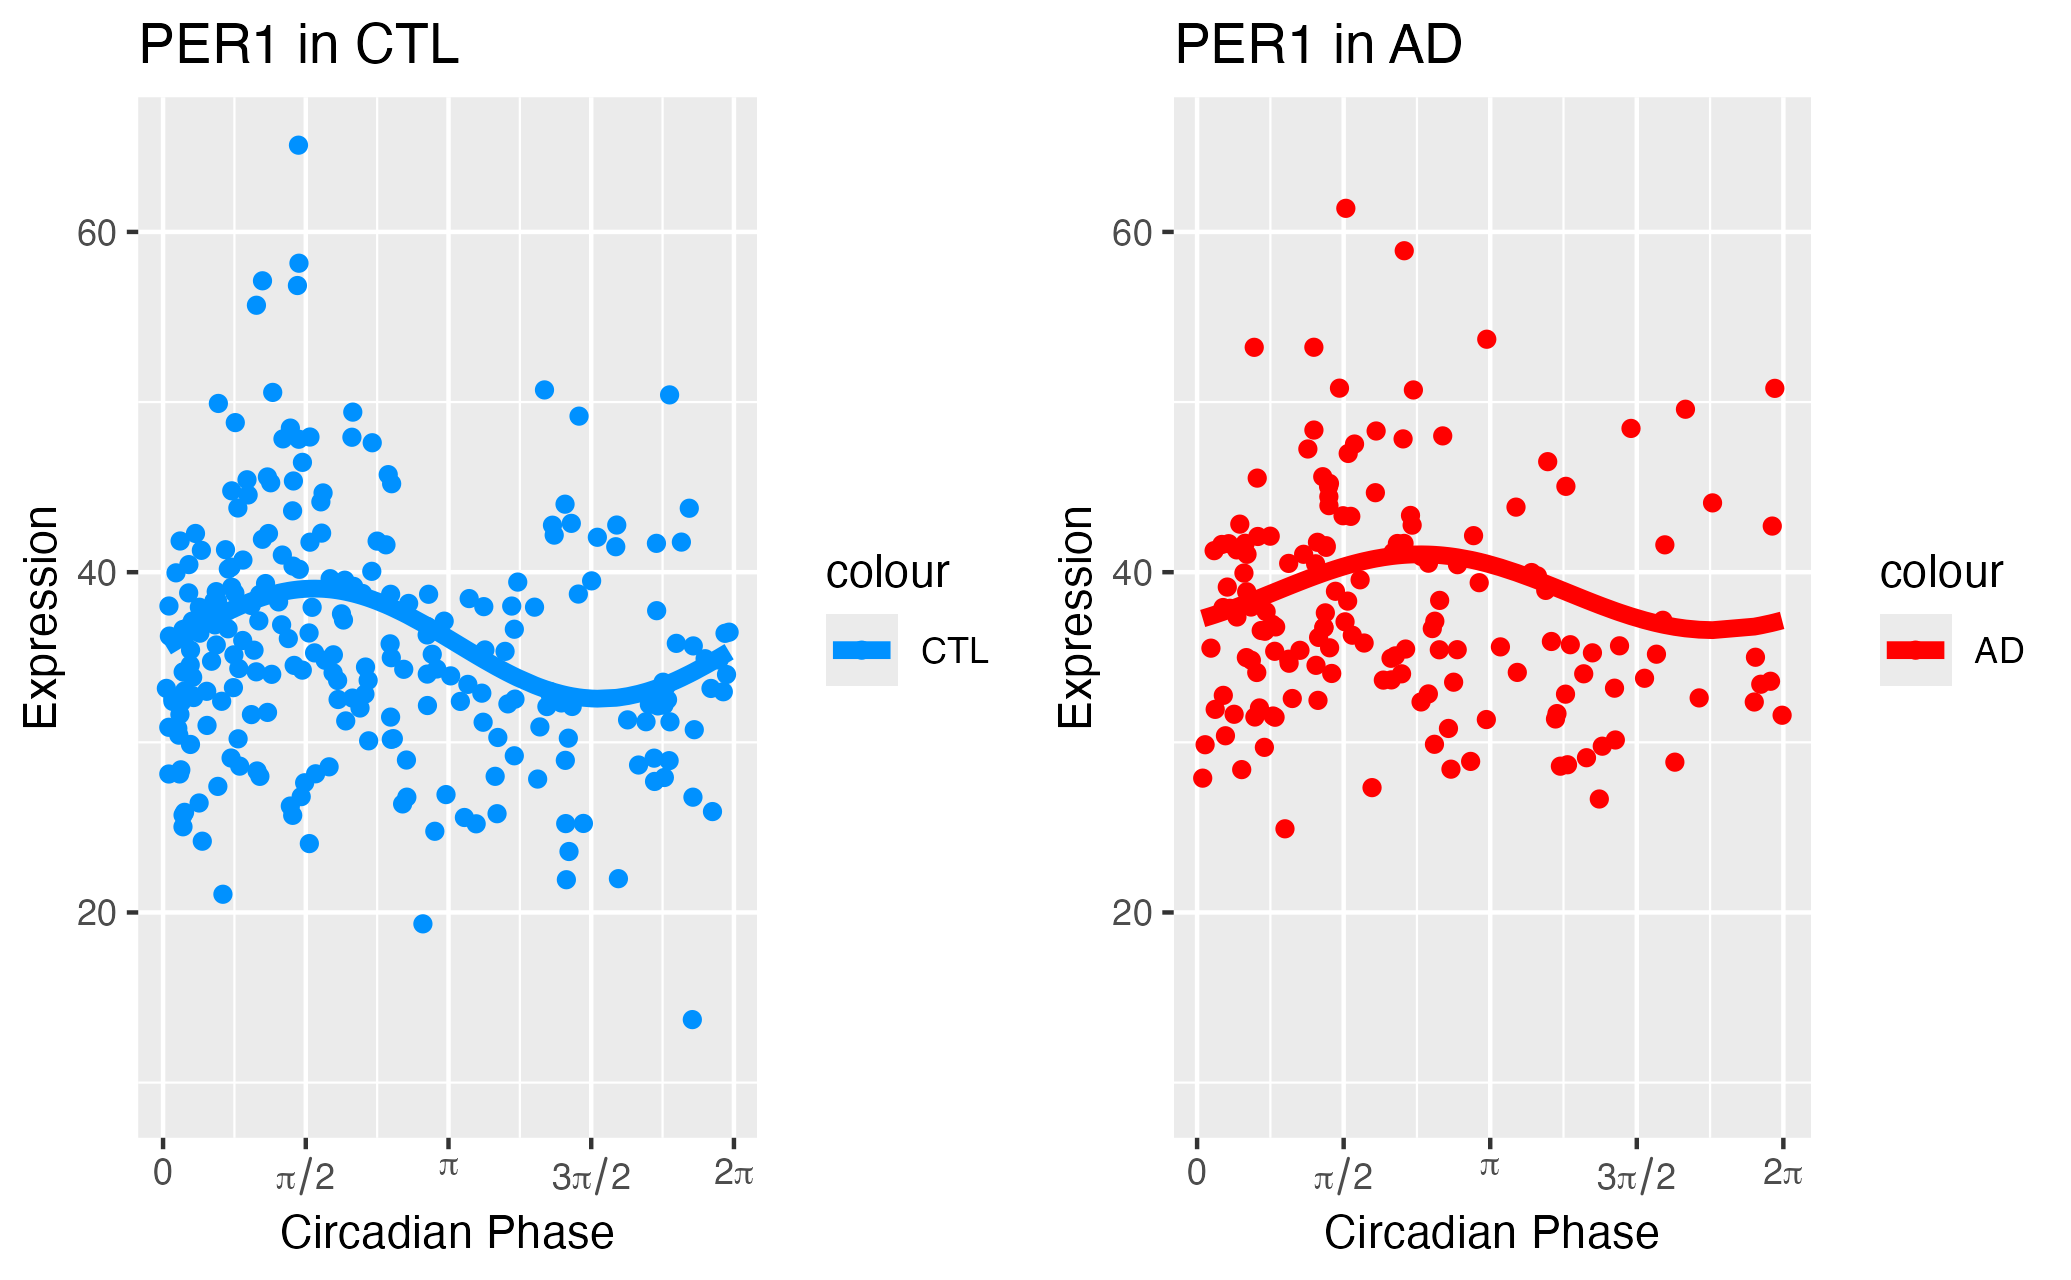 PER1 in CTL
Expression
60
40
20
0
π/2
π
3π/2
2π
Circadian Phase
colour
CTL
PER1 in AD
Expression
60
40
20
0
π/2
π
3π/2
2π
Circadian Phase
colour
AD